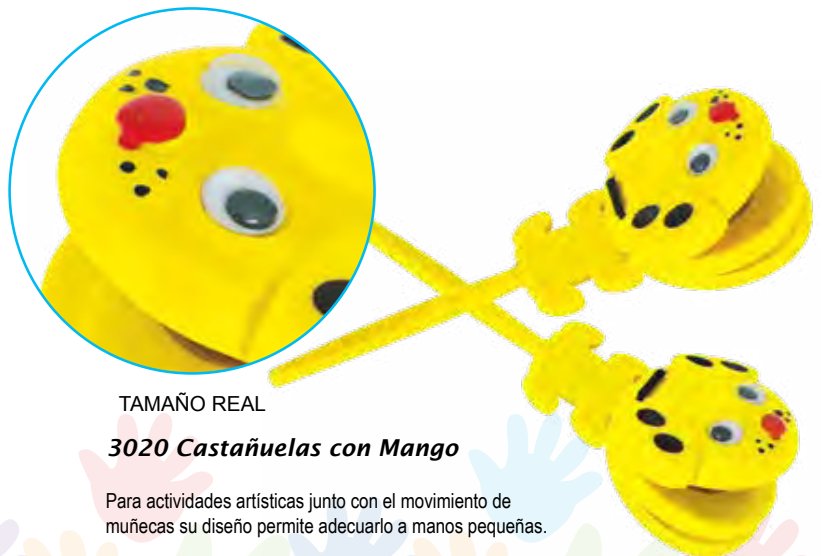 TAMAÑO REAL
3020 Castañuelas con Mango
Para actividades artísticas junto con el movimiento de
muñecas su diseño permite adecuarlo a manos pequeñas.